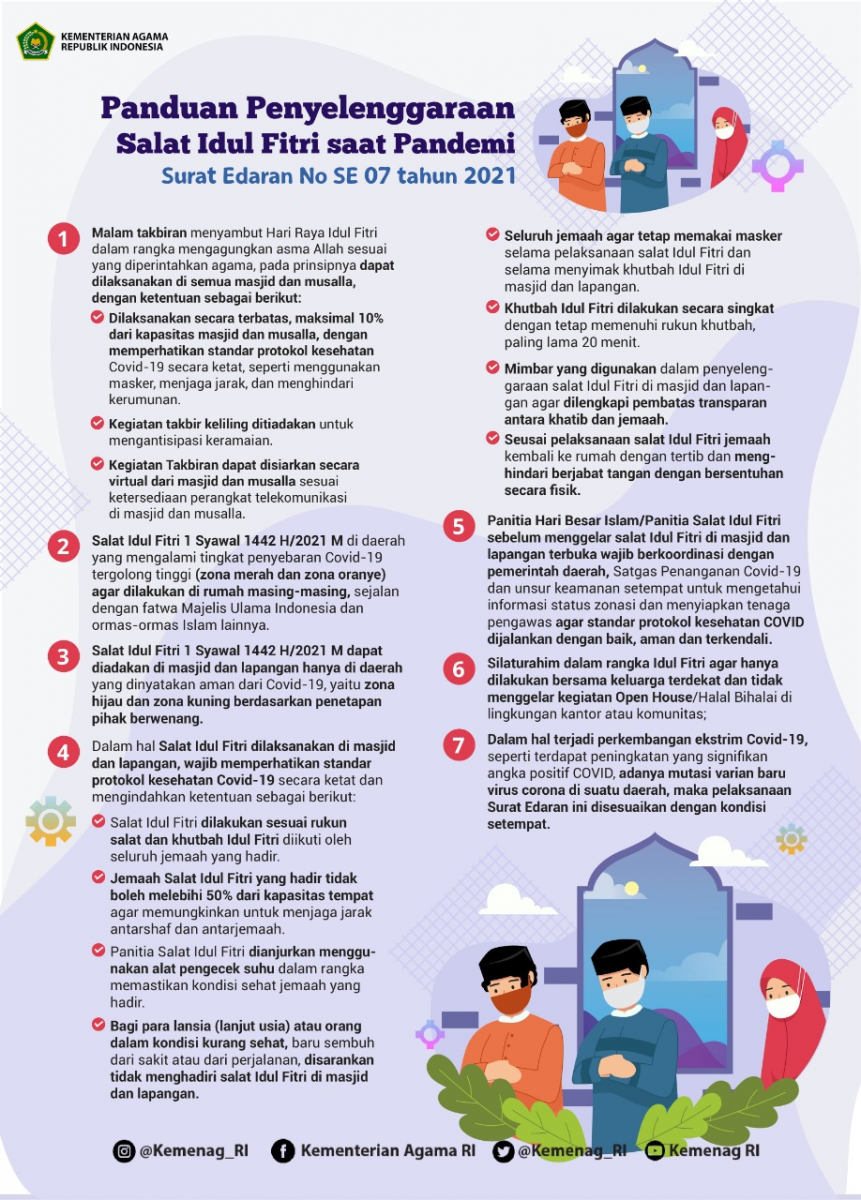 KEMENTERIAN AGAMA
REPUBLIK INDONESIA
Panduan Penyelenggaraan
Salat Idul Fitri saat Pandemi
Surat Edaran No SE 07 tahun 2021
1
Malam takbiran menyambut Hari Raya Idul Fitri
dalam rangka mengagungkan asma Allah sesuai
yang diperintahkan agama, pada prinsipnya dapat
dilaksanakan di semua masjid dan musalla,
dengan ketentuan sebagai berikut:
Dilaksanakan secara terbatas, maksimal 10%
dari kapasitas masjid dan musalla, dengan
memperhatikan standar protokol kesehatan
Covid-19 secara ketat, seperti menggunakan
masker, menjaga jarak, dan menghindari
kerumunan.
Kegiatan takbir keliling ditiadakan untuk
mengantisipasi keramaian.
Kegiatan Takbiran dapat disiarkan secara
virtual dari masjid dan musalla sesuai
ketersediaan perangkat telekomunikasi
di masjid dan musalla.
2
Salat Idul Fitri 1 Syawal 1442 H/2021 M di daerah
yang mengalami tingkat penyebaran Covid-19
tergolong tinggi (zona merah dan zona oranye)
agar dilakukan di rumah masing-masing, sejalan
dengan fatwa Majelis Ulama Indonesia dan
ormas-ormas Islam lainnya.
3
Salat Idul Fitri 1 Syawal 1442 H/2021 M dapat
diadakan di masjid dan lapangan hanya di daerah
yang dinyatakan aman dari Covid-19, yaitu zona
hijau dan zona kuning berdasarkan penetapan
pihak berwenang.
4
Dalam hal Salat Idul Fitri dilaksanakan di masjid
dan lapangan, wajib memperhatikan standar
protokol kesehatan Covid-19 secara ketat dan
mengindahkan ketentuan sebagai berikut:
Salat Idul Fitri dilakukan sesuai rukun
salat dan khutbah Idul Fitri diikuti oleh
seluruh jemaah yang hadir.
Jemaah Salat Idul Fitri yang hadir tidak
boleh melebihi 50% dari kapasitas tempat
agar memungkinkan untuk menjaga jarak
antarshaf dan antarjemaah.
Panitia Salat Idul Fitri dianjurkan menggu-
nakan alat pengecek suhu dalam rangka
memastikan kondisi sehat jemaah yang
hadir.
Bagi para lansia (lanjut usia) atau orang
dalam kondisi kurang sehat, baru sembuh
dari sakit atau dari perjalanan, disarankan
tidak menghadiri salat Idul Fitri di masjid
dan lapangan.
Seluruh jemaah agar tetap memakai masker
selama pelaksanaan salat Idul Fitri dan
selama menyimak khutbah Idul Fitri di
masjid dan lapangan.
Khutbah Idul Fitri dilakukan secara singkat
dengan tetap memenuhi rukun khutbah,
paling lama 20 menit.
Mimbar yang digunakan dalam penyeleng-
garaan salat Idul Fitri di masjid dan lapan-
gan agar dilengkapi pembatas transparan
antara khatib dan jemaah.
Seusai pelaksanaan salat Idul Fitri jemaah
kembali ke rumah dengan tertib dan meng-
hindari berjabat tangan dengan bersentuhan
secara fisik.
5
Panitia Hari Besar Islam/Panitia Salat Idul Fitri
sebelum menggelar salat Idul Fitri di masjid dan
lapangan terbuka wajib berkoordinasi dengan
pemerintah daerah, Satgas Penanganan Covid-19
dan unsur keamanan setempat untuk mengetahui
informasi status zonasi dan menyiapkan tenaga
pengawas agar standar protokol kesehatan COVID
dijalankan dengan baik, aman dan terkendali.
6
Silaturahim dalam rangka Idul Fitri agar hanya
dilakukan bersama keluarga terdekat dan tidak
menggelar kegiatan Open House/Halal Bihalai di
lingkungan kantor atau komunitas;
7
Dalam hal terjadi perkembangan ekstrim Covid-19,
seperti terdapat peningkatan yang signifikan
angka positif COVID, adanya mutasi varian baru
virus corona di suatu daerah, maka pelaksanaan
Surat Edaran ini disesuaikan dengan kondisi
setempat.
@Kemenag_RI Kementerian Agama RI @Kemenag_RI Kemenag RI